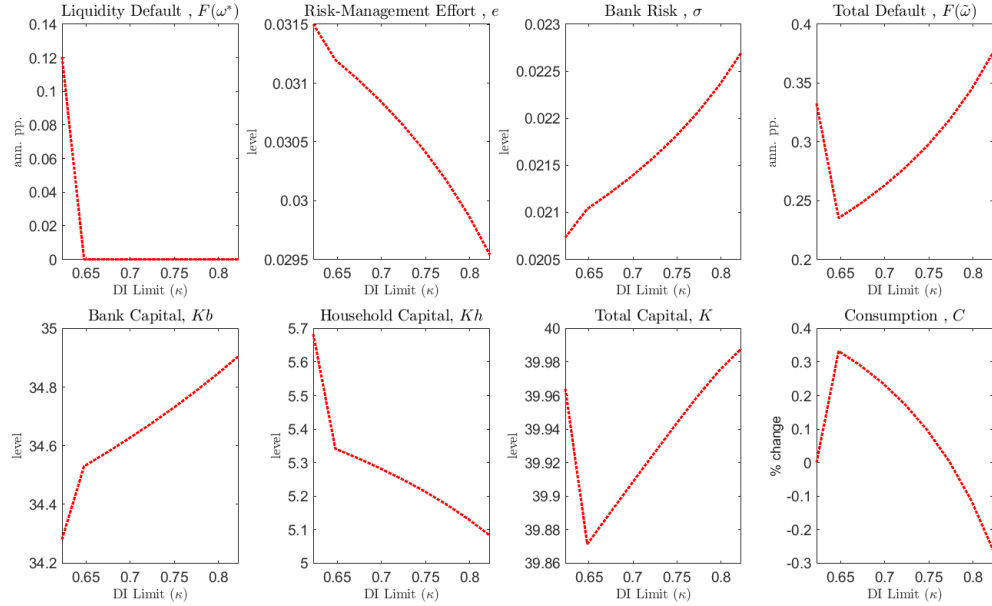 Liquidity Default , F(ω*)
ann. pp.
0.14
0.12
0.1
0.08
0.06
0.04
0.02
0
0.65 0.7 0.75 0.8
DI Limit (κ)
Risk-Management Effort , e
level
0.0315
0.031
0.0305
0.03
0.0295
0.65 0.7 0.75 0.8
DI Limit (κ)
Bank Risk , σ
level
0.023
0.0225
0.022
0.0215
0.021
0.0205
0.65 0.7 0.75 0.8
DI Limit (κ)
Total Default , F(ω̃)
ann. pp.
0.4
0.35
0.3
0.25
0.2
0.65 0.7 0.75 0.8
DI Limit (κ)
Bank Capital, Kb
level
35
34.8
34.6
34.4
34.2
0.65 0.7 0.75 0.8
DI Limit (κ)
Household Capital, Kh
level
5.7
5.6
5.5
5.4
5.3
5.2
5.1
5
0.65 0.7 0.75 0.8
DI Limit (κ)
Total Capital, K
level
40
39.98
39.96
39.94
39.92
39.9
39.88
39.86
0.65 0.7 0.75 0.8
DI Limit (κ)
Consumption , C
% change
0.4
0.3
0.2
0.1
0
-0.1
-0.2
-0.3
0.65 0.7 0.75 0.8
DI Limit (κ)